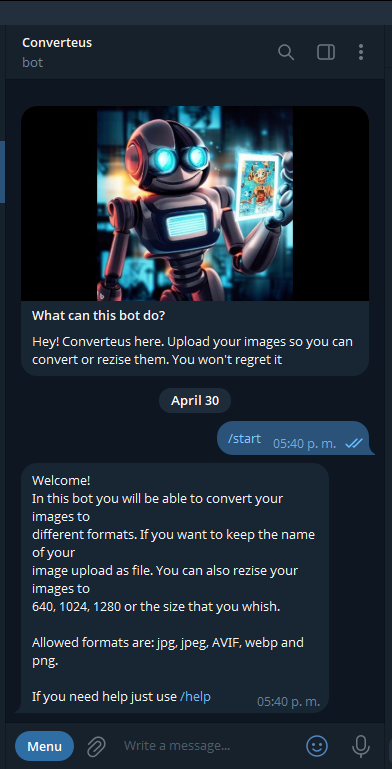 Converteus
bot
What can this bot do?
Hey! Converteus here. Upload your images so you can
convert or rezise them. You won't regret it
April 30
/start 05:40 p. m.
Welcome!
In this bot you will be able to convert your
images to
different formats. If you want to keep the name
of your
image upload as file. You can also rezise your
images to
640, 1024, 1280 or the size that you whish.
Allowed formats are: jpg, jpeg, AVIF, webp and
png.
If you need help just use /help 05:40 p. m.
Menu
Write a message...